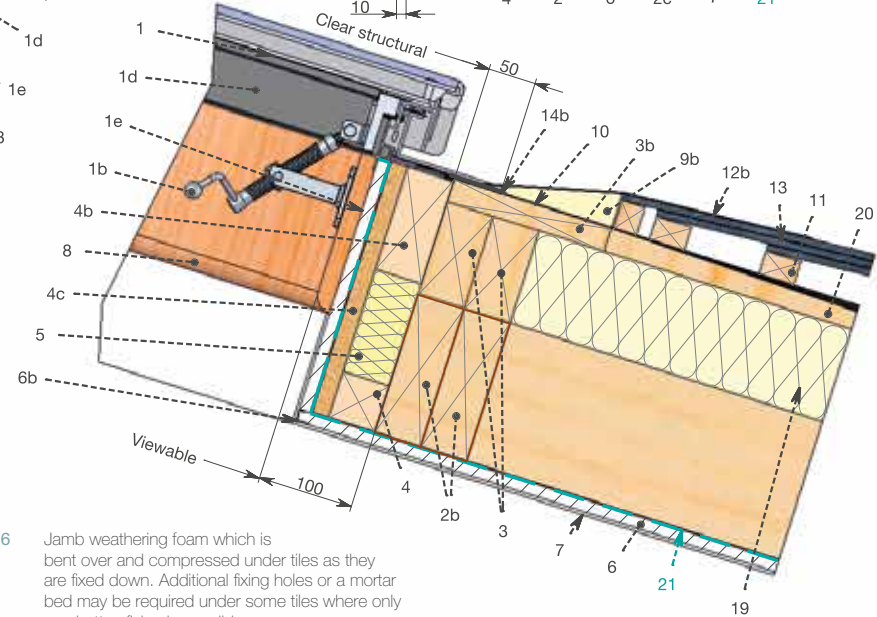 10
21
1d
1e
Clear structural
1
50
1d
14b
10
1e
3b
9b
12b
13
11
20
1b
4b
8
4c
5
6b
Viewable
100
4
2b
3
7
6
21
19
6 Jamb weathering foam which is
bent over and compressed under tiles as they
are fixed down. Additional fixing holes or a mortar
bed may be required under some tiles where only